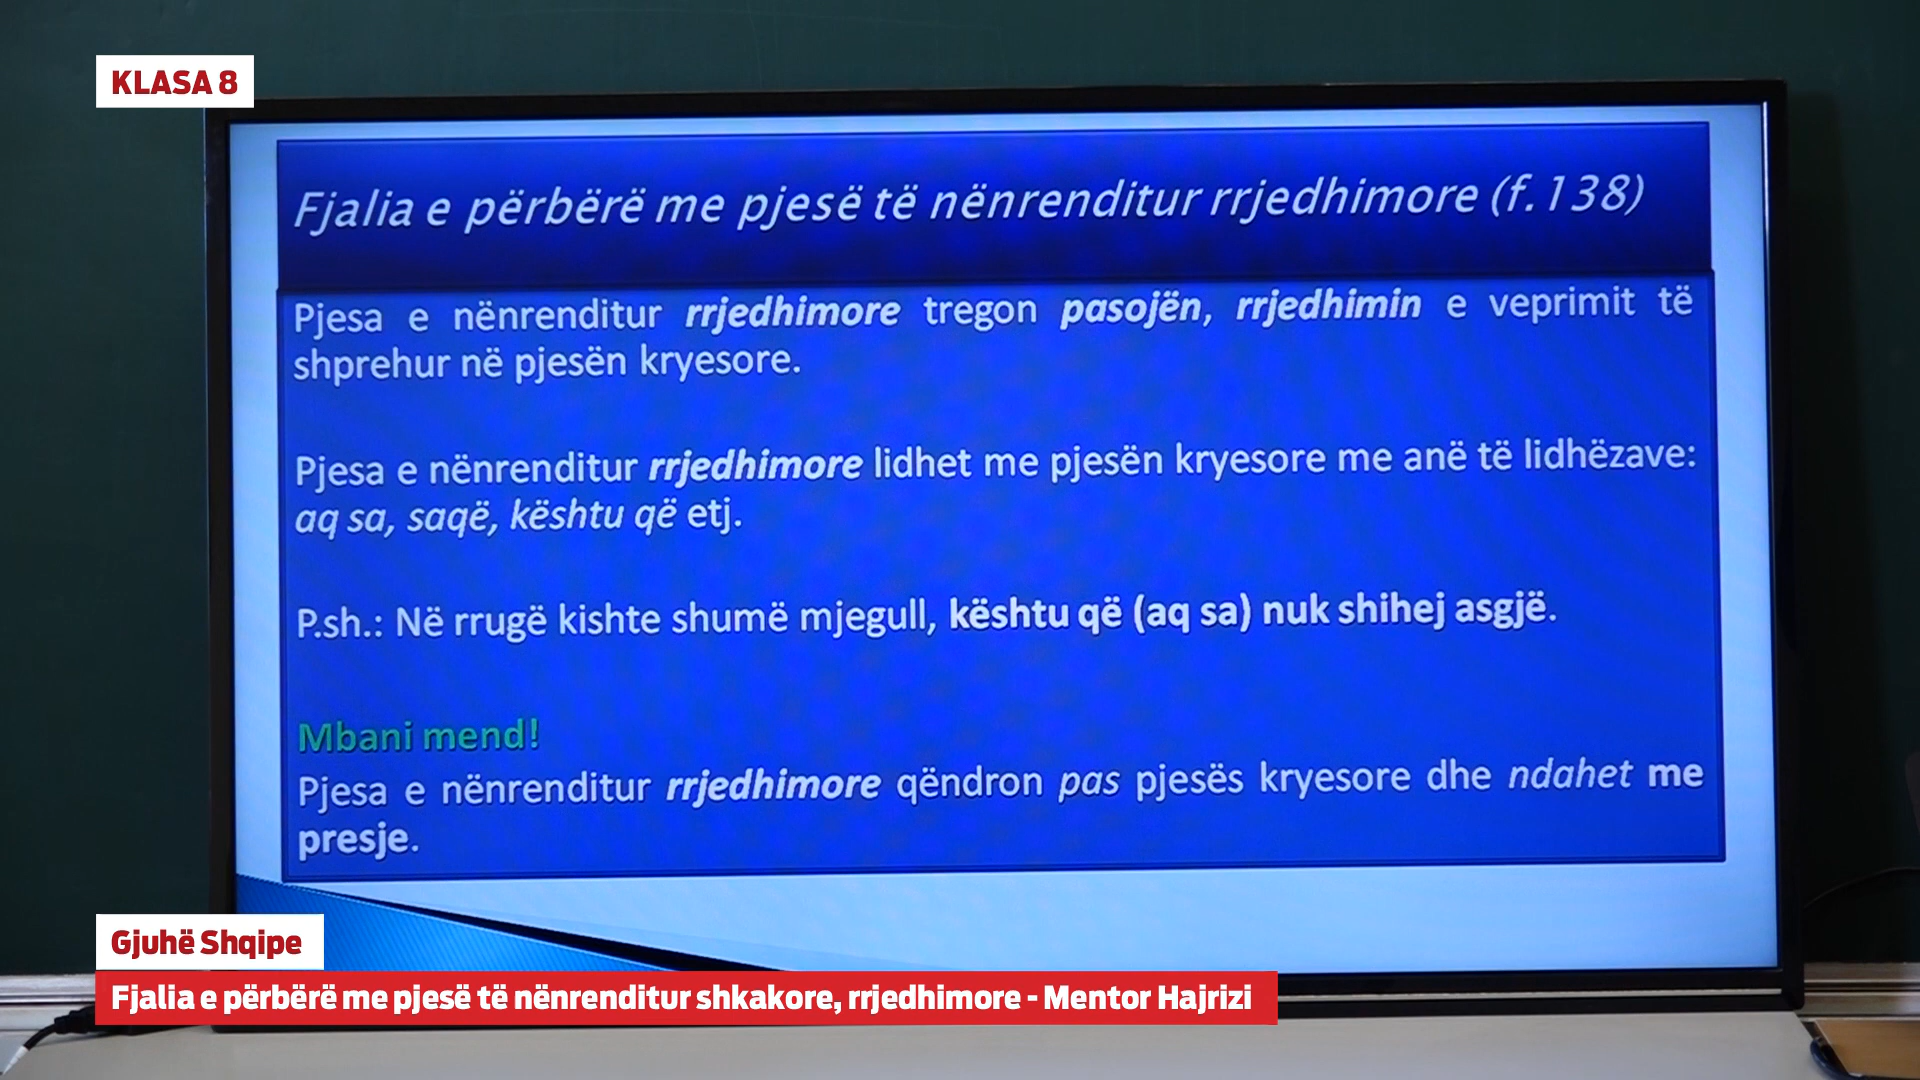 KLASA 8
Fjalia e përbërë me pjesë të nënrenditur rrjedhimore (f.138)
Pjesa e nënrenditur rrjedhimore tregon pasojën, rrjedhimin e veprimit të
shprehur në pjesën kryesore.
Pjesa e nënrenditur rrjedhimore lidhet me pjesën kryesore me anë të lidhëzave:
aq sa, saqë, kështu që etj.
P.sh.: Në rrugë kishte shumë mjegull, kështu që (aq sa) nuk shihej asgjë.
Mbani mend!
Pjesa e nënrenditur rrjedhimore qëndron pas pjesës kryesore dhe ndahet me
presje.
Gjuhë Shqipe
Fjalia e përbërë me pjesë të nënrenditur shkakore, rrjedhimore - Mentor Hajrizi